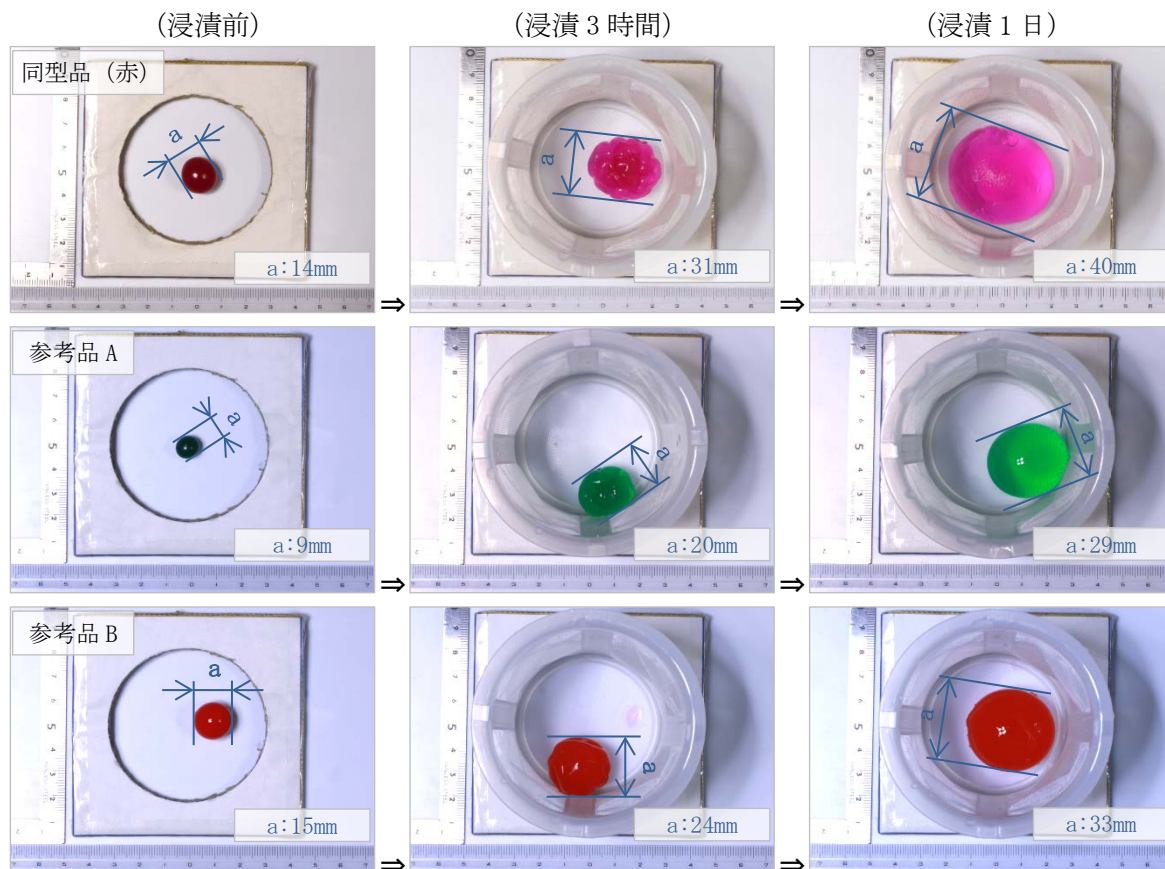 (浸漬前)
(浸漬 3 時間)
(浸漬 1 日)
同型品 (赤)
a
a:14mm
⇒
a
a:31mm
⇒
a
a:40mm
参考品 A
a
a:9mm
⇒
a
a:20mm
⇒
a
a:29mm
参考品 B
a
a:15mm
⇒
a
a:24mm
⇒
a
a:33mm